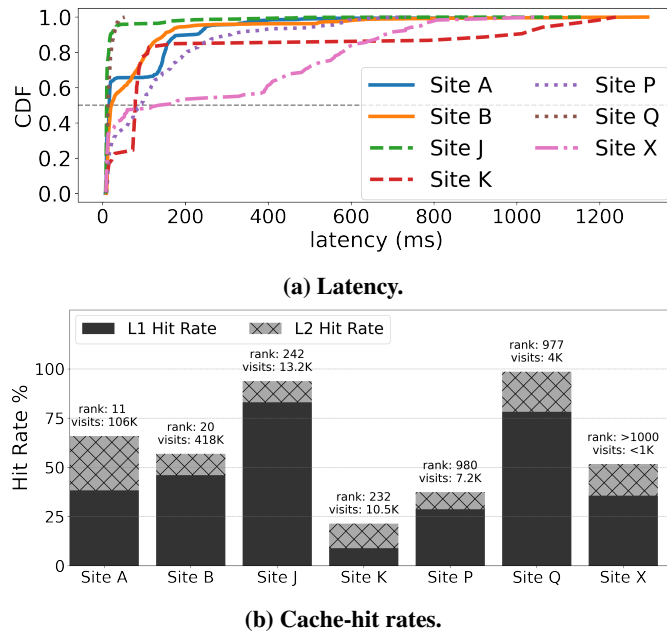 1.0
0.8
0.6
0.4
0.2
0.0
CDF
Site A
Site B
Site J
Site K
Site P
Site Q
Site X
0 200 400 600 800 1000 1200
latency (ms)
(a) Latency.
L1 Hit Rate L2 Hit Rate
Hit Rate %
100
75
50
25
0
rank: 11
visits: 106K
rank: 20
visits: 418K
rank: 242
visits: 13.2K
rank: 232
visits: 10.5K
rank: 980
visits: 7.2K
rank: 977
visits: 4K
rank: >1000
visits: <1K
Site A Site B Site J Site K Site P Site Q Site X
(b) Cache-hit rates.